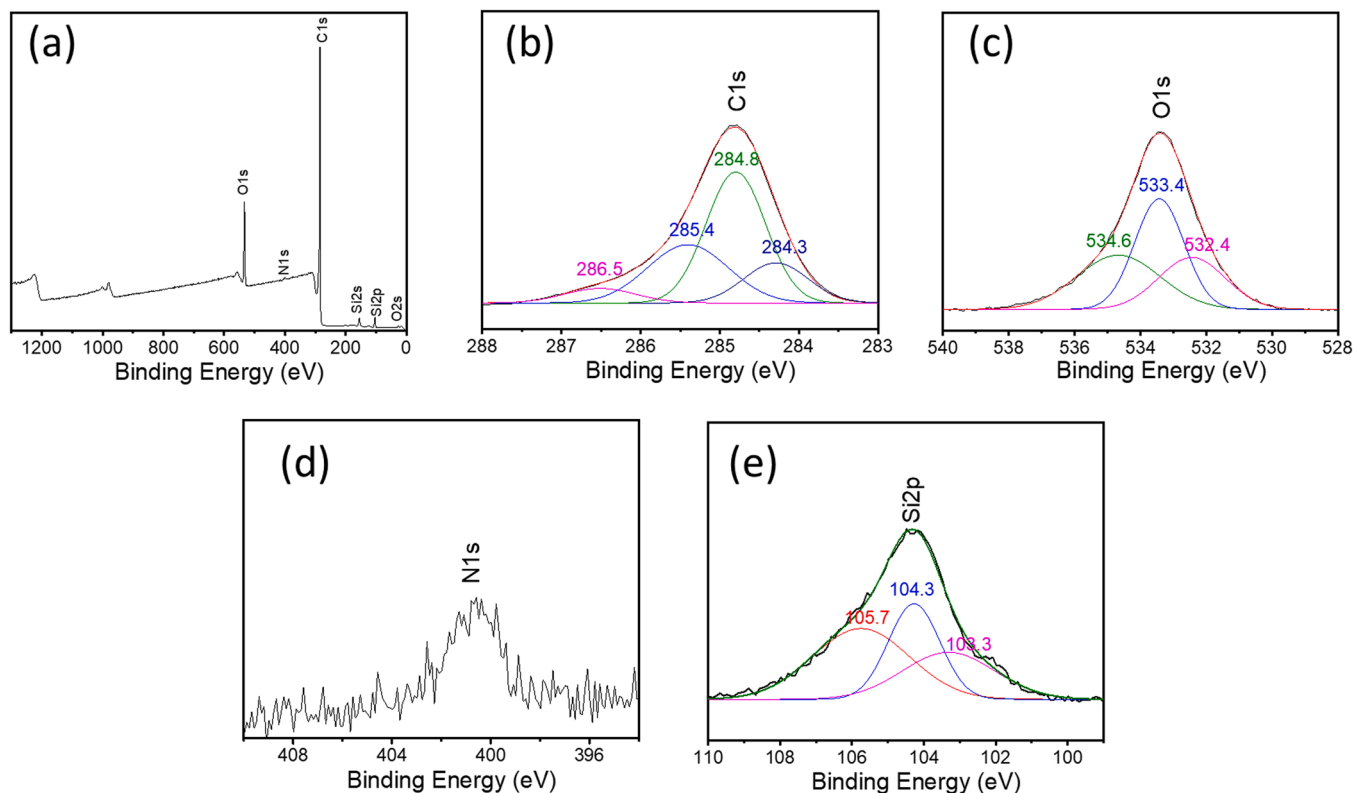 (a)
C1s
O1s
N1s
Si2s
Si2p
O2s
1200 1000 800 600 400 200 0
Binding Energy (eV)
(b)
C1s
284.8
285.4
284.3
286.5
288 287 286 285 284 283
Binding Energy (eV)
(c)
O1s
533.4
534.6
532.4
540 538 536 534 532 530 528
Binding Energy (eV)
(d)
N1s
408 404 400 396
Binding Energy (eV)
(e)
Si2p
104.3
105.7
103.3
110 108 106 104 102 100
Binding Energy (eV)